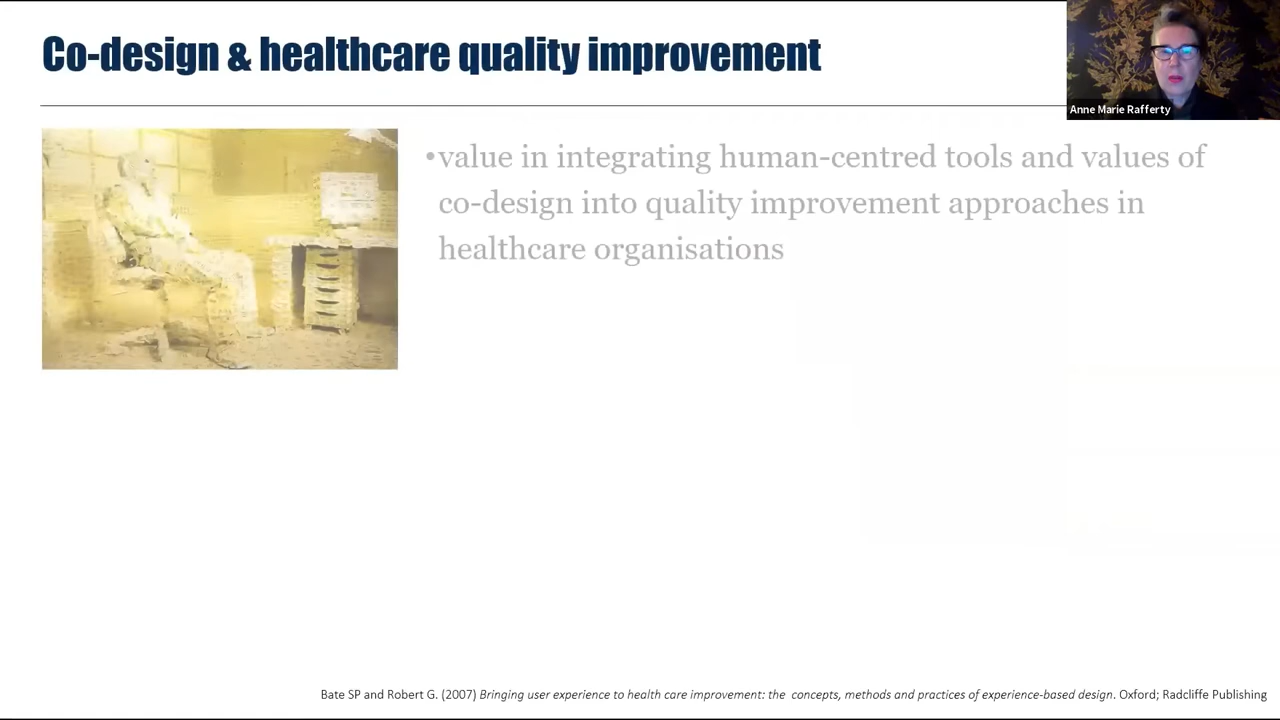 Co-design & healthcare quality improvement
Anne Marie Rafferty
•value in integrating human-centred tools and values of
co-design into quality improvement approaches in
healthcare organisations
Bate SP and Robert G. (2007) Bringing user experience to health care improvement: the concepts, methods and practices of experience-based design. Oxford; Radcliffe Publishing